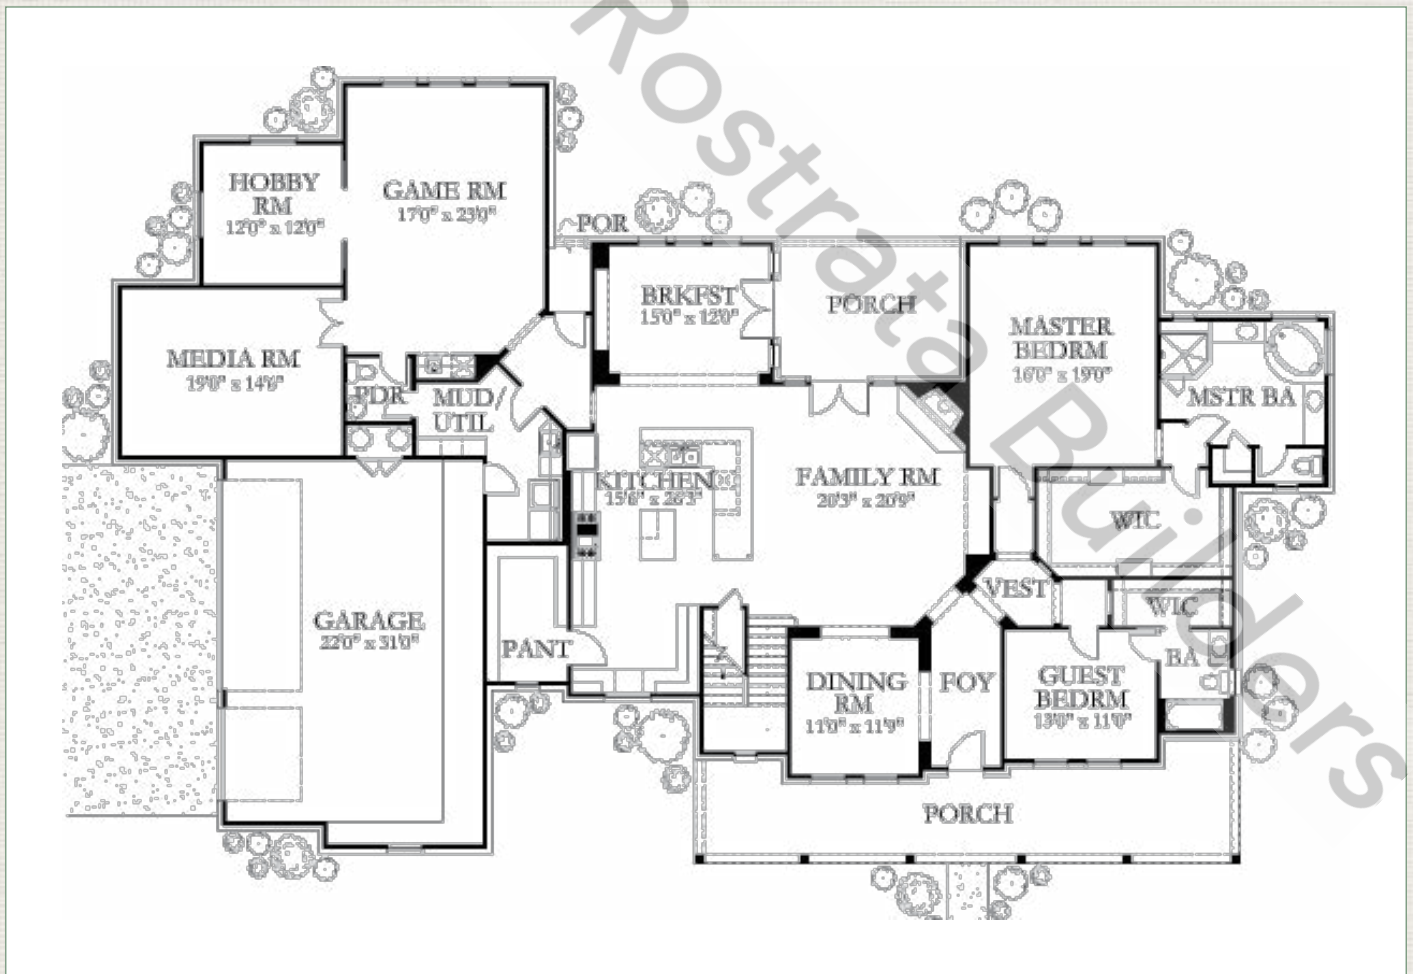 Rostrata Builders
HOBBY
RM
12'0" x 12'0"
GAME RM
17'0" x 23'0"
POR
BRKFST
15'0" x 12'0"
PORCH
MASTER
BEDRM
16'0" x 19'0"
MEDIA RM
19'0" x 14'6"
PDR
MUD/
UTIL
MSTR BA
KITCHEN
15'6" x 26'3"
FAMILY RM
20'3" x 20'9"
WIC
VEST
WIC
GARAGE
22'0" x 31'0"
PANT
DINING
RM
11'0" x 11'9"
FOY
GUEST
BEDRM
13'0" x 11'0"
BA
PORCH